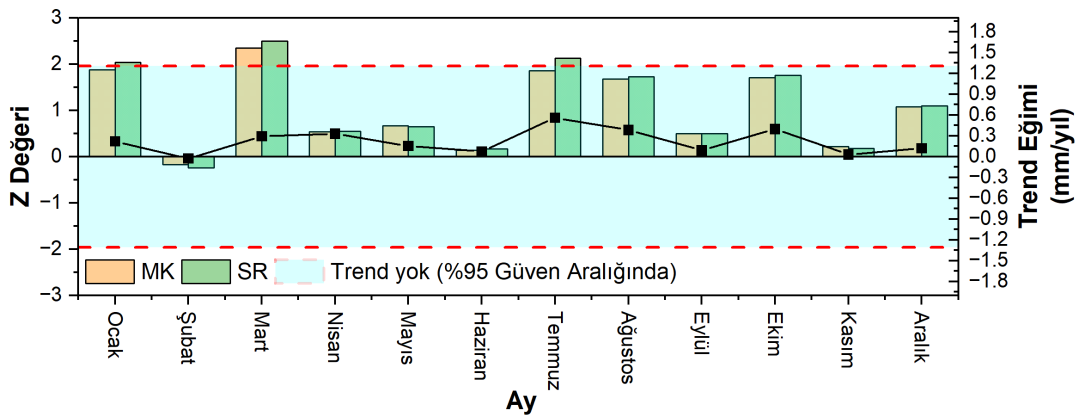 Z Değeri
3
2
1
0
−1
−2
−3
MK
SR
Trend yok (%95 Güven Aralığında)
1.8
1.5
1.2
0.9
0.6
0.3
0.0
−0.3
−0.6
−0.9
−1.2
−1.5
−1.8
Trend Eğimi
(mm/yıl)
Ocak
Şubat
Mart
Nisan
Mayıs
Haziran
Temmuz
Ağustos
Eylül
Ekim
Kasım
Aralık
Ay